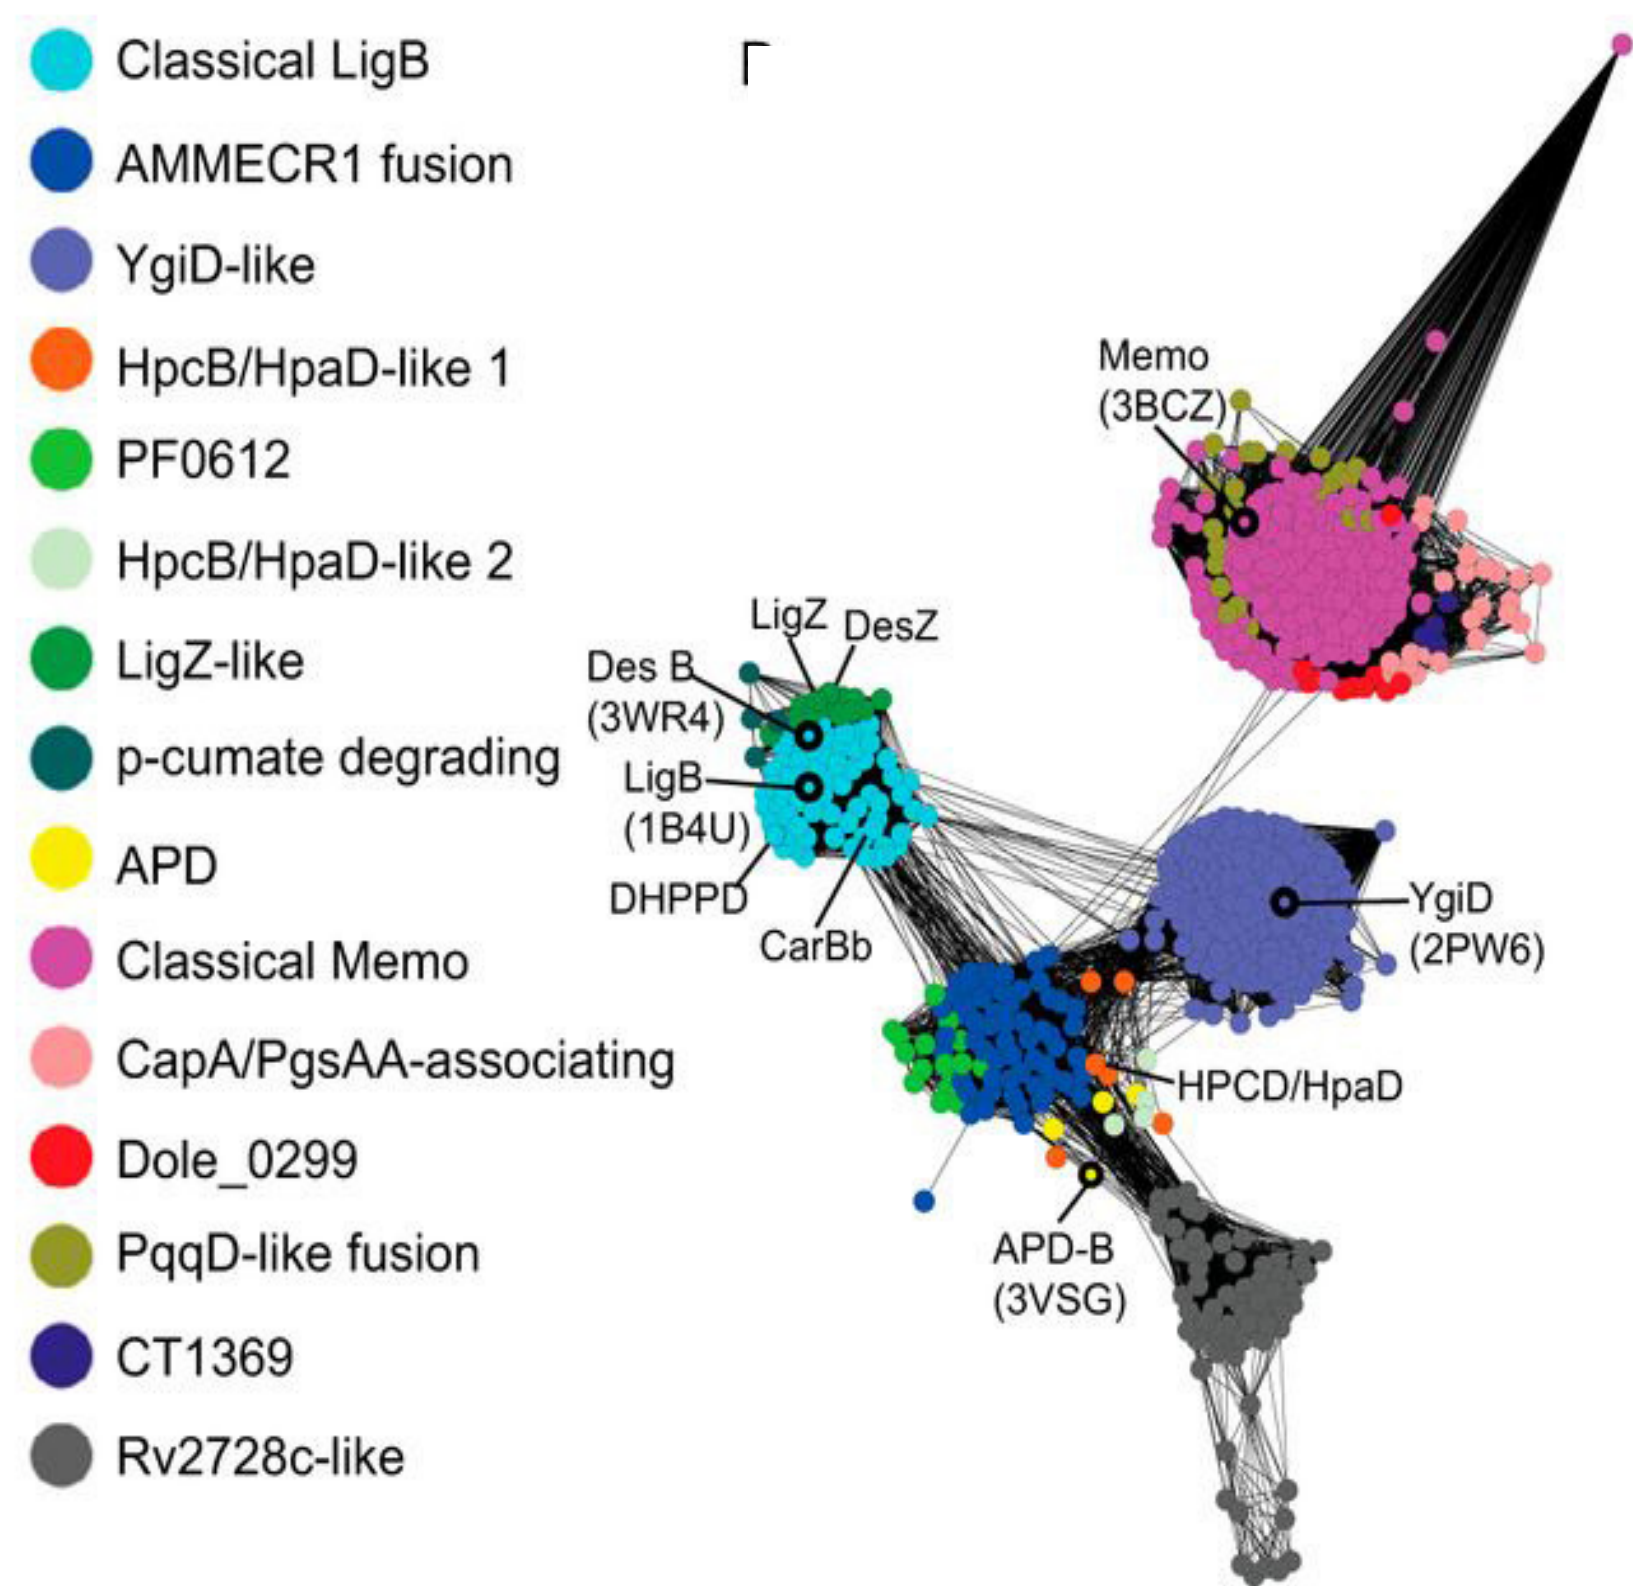 Classical LigB
AMMECR1 fusion
YgiD-like
HpcB/HpaD-like 1
PF0612
HpcB/HpaD-like 2
LigZ-like
p-cumate degrading
APD
Classical Memo
CapA/PgsAA-associating
Dole_0299
PqqD-like fusion
CT1369
Rv2728c-like
Memo
(3BCZ)
LigZ
DesZ
Des B
(3WR4)
LigB
(1B4U)
DHPPD
CarBb
YgiD
(2PW6)
HPCD/HpaD
APD-B
(3VSG)